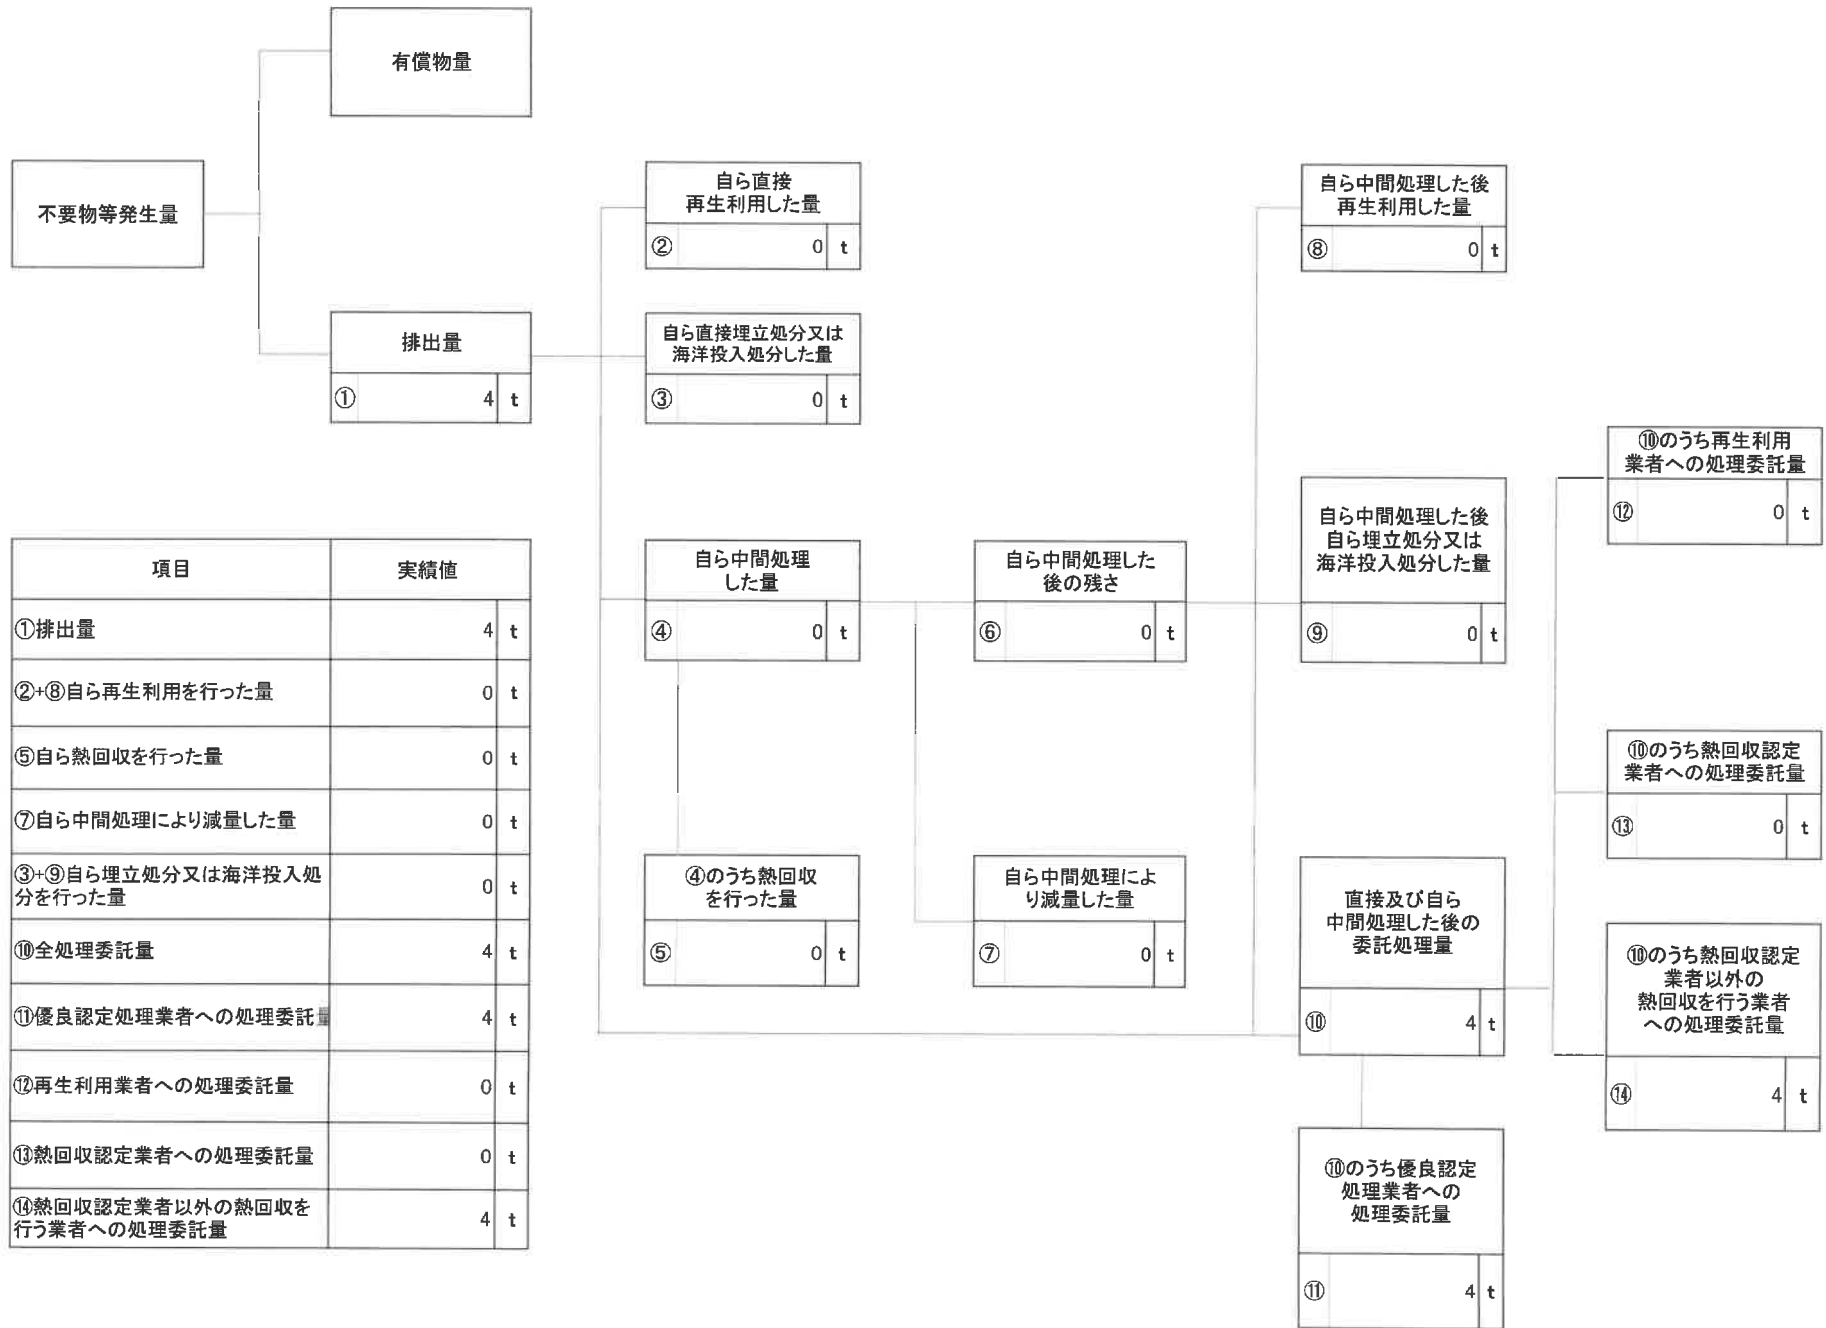 有償物量
不要物等発生量
排出量
① 4 t
自ら直接
再生利用した量
② 0 t
自ら直接埋立処分又は
海洋投入処分した量
③ 0 t
自ら中間処理
した量
④ 0 t
④のうち熱回収
を行った量
⑤ 0 t
自ら中間処理した
後の残さ
⑥ 0 t
自ら中間処理によ
り減量した量
⑦ 0 t
自ら中間処理した後
再生利用した量
⑧ 0 t
自ら中間処理した後
自ら埋立処分又は
海洋投入処分した量
⑨ 0 t
直接及び自ら
中間処理した後の
委託処理量
⑩ 4 t
⑩のうち優良認定
処理業者への
処理委託量
⑪ 4 t
⑩のうち再生利用
業者への処理委託量
⑫ 0 t
⑩のうち熱回収認定
業者への処理委託量
⑬ 0 t
⑩のうち熱回収認定
業者以外の
熱回収を行う業者
への処理委託量
⑭ 4 t
項目 実績値
①排出量 4 t
②+⑧自ら再生利用を行った量 0 t
⑤自ら熱回収を行った量 0 t
⑦自ら中間処理により減量した量 0 t
③+⑨自ら埋立処分又は海洋投入処
分を行った量 0 t
⑩全処理委託量 4 t
⑪優良認定処理業者への処理委託量 4 t
⑫再生利用業者への処理委託量 0 t
⑬熱回収認定業者への処理委託量 0 t
⑭熱回収認定業者以外の熱回収を
行う業者への処理委託量 4 t